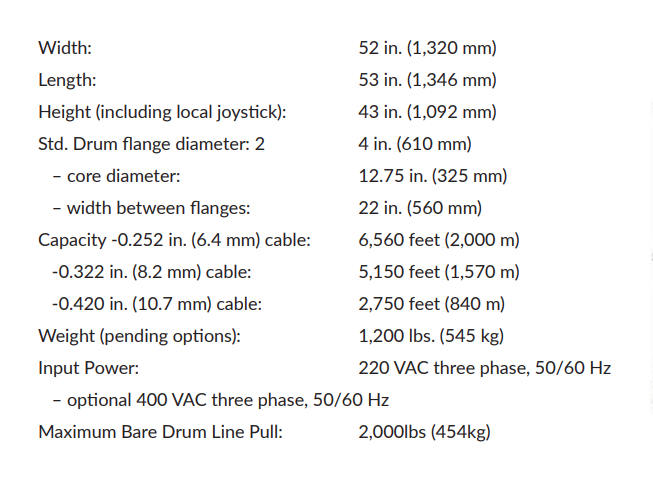 Width: 52 in. (1,320 mm)
Length: 53 in. (1,346 mm)
Height (including local joystick): 43 in. (1,092 mm)
Std. Drum flange diameter: 2 4 in. (610 mm)
– core diameter: 12.75 in. (325 mm)
– width between flanges: 22 in. (560 mm)
Capacity -0.252 in. (6.4 mm) cable: 6,560 feet (2,000 m)
-0.322 in. (8.2 mm) cable: 5,150 feet (1,570 m)
-0.420 in. (10.7 mm) cable: 2,750 feet (840 m)
Weight (pending options): 1,200 lbs. (545 kg)
Input Power: 220 VAC three phase, 50/60 Hz
– optional 400 VAC three phase, 50/60 Hz
Maximum Bare Drum Line Pull: 2,000lbs (454kg)